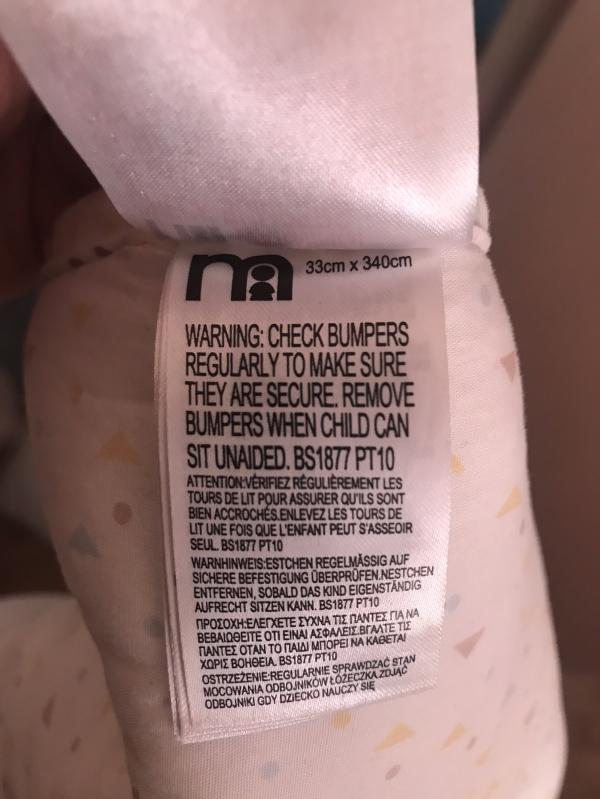 m
33cm x 340cm
WARNING: CHECK BUMPERS
REGULARLY TO MAKE SURE
THEY ARE SECURE. REMOVE
BUMPERS WHEN CHILD CAN
SIT UNAIDED. BS1877 PT10
ATTENTION:VÉRIFIEZ RÉGULIÈREMENT LES
TOURS DE LIT POUR ASSURER QU'ILS SONT
BIEN ACCROCHÉS.ENLEVEZ LES TOURS DE
LIT UNE FOIS QUE L'ENFANT PEUT S'ASSEOIR
SEUL. BS1877 PT10
WARNHINWEIS:ESTCHEN REGELMÄSSIG AUF
SICHERE BEFESTIGUNG ÜBERPRÜFEN.NESTCHEN
ENTFERNEN, SOBALD DAS KIND EIGENSTÄNDIG
AUFRECHT SITZEN KANN. BS1877 PT10
ΠΡΟΣΟΧΗ:ΕΛΕΓΧΕΤΕ ΣΥΧΝΑ ΤΙΣ ΠΑΝΤΕΣ ΓΙΑ ΝΑ
ΒΕΒΑΙΩΘΕΙΤΕ ΟΤΙ ΕΙΝΑΙ ΑΣΦΑΛΕΙΣ.ΒΓΑΛΤΕ ΤΙΣ
ΠΑΝΤΕΣ ΟΤΑΝ ΤΟ ΠΑΙΔΙ ΜΠΟΡΕΙ ΝΑ ΚΑΘΕΤΑΙ
ΧΩΡΙΣ ΒΟΗΘΕΙΑ. BS1877 PT10
OSTRZEŻENIE:REGULARNIE SPRAWDZAĆ STAN
MOCOWANIA ODBOJNIKÓW ŁÓŻECZKA.ZDJĄĆ
ODBOJNIKI GDY DZIECKO NAUCZY SIĘ